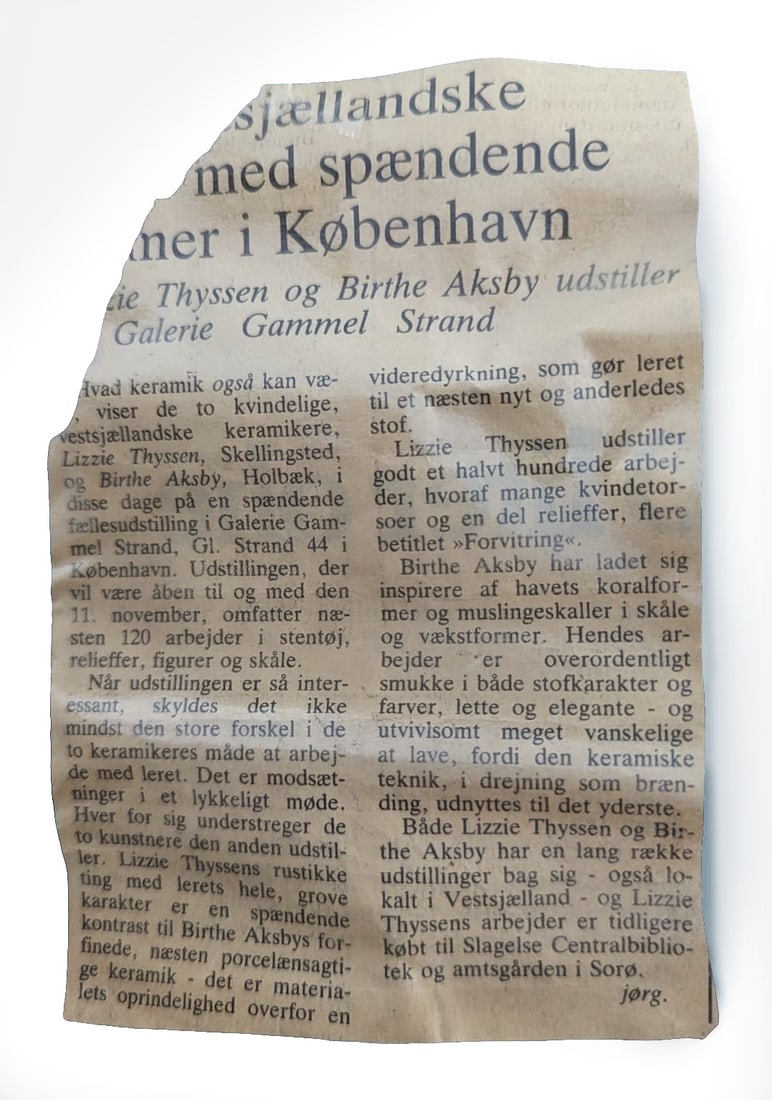 sjællandske
med spændende
mer i København
zie Thyssen og Birthe Aksby udstiller
Galerie Gammel Strand
Hvad keramik også kan væ-
, viser de to kvindelige,
vestsjællandske keramikere,
Lizzie Thyssen, Skellingsted,
og Birthe Aksby, Holbæk, i
disse dage på en spændende
fællesudstilling i Galerie Gam-
mel Strand, Gl. Strand 44 i
København. Udstillingen, der
vil være åben til og med den
11. november, omfatter næ-
sten 120 arbejder i stentøj,
relieffer, figurer og skåle.
Når udstillingen er så inter-
essant, skyldes det ikke
mindst den store forskel i de
to keramikeres måde at arbej-
de med leret. Det er modsæt-
ninger i et lykkeligt møde.
Hver for sig understreger de
to kunstnere den anden udstil-
ler. Lizzie Thyssens rustikke
ting med lerets hele, grove
karakter er en spændende
kontrast til Birthe Aksbys for-
finede, næsten porcelænsagti-
ge keramik - det er materia-
lets oprindelighed overfor en
videredyrkning, som gør leret
til et næsten nyt og anderledes
stof.
Lizzie Thyssen udstiller
godt et halvt hundrede arbej-
der, hvoraf mange kvindetor-
soer og en del relieffer, flere
betitlet »Forvitring«.
Birthe Aksby har ladet sig
inspirere af havets koralfor-
mer og muslingeskaller i skåle
og vækstformer. Hendes ar-
bejder er overordentligt
smukke i både stofkarakter og
farver, lette og elegante - og
utvivlsomt meget vanskelige
at lave, fordi den keramiske
teknik, i drejning som bræn-
ding, udnyttes til det yderste.
Både Lizzie Thyssen og Bir-
the Aksby har en lang række
udstillinger bag sig - også lo-
kalt i Vestsjælland - og Lizzie
Thyssens arbejder er tidligere
købt til Slagelse Centralbiblio-
tek og amtsgården i Sorø.
jørg.